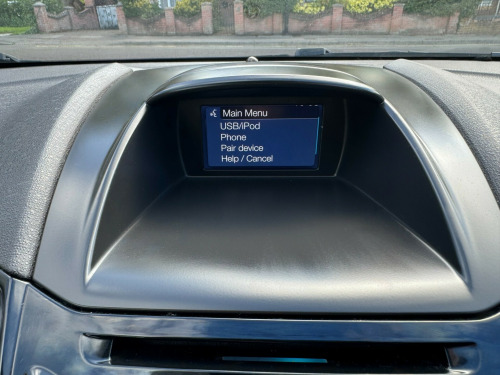 Main Menu
USB/iPod
Phone
Pair device
Help / Cancel